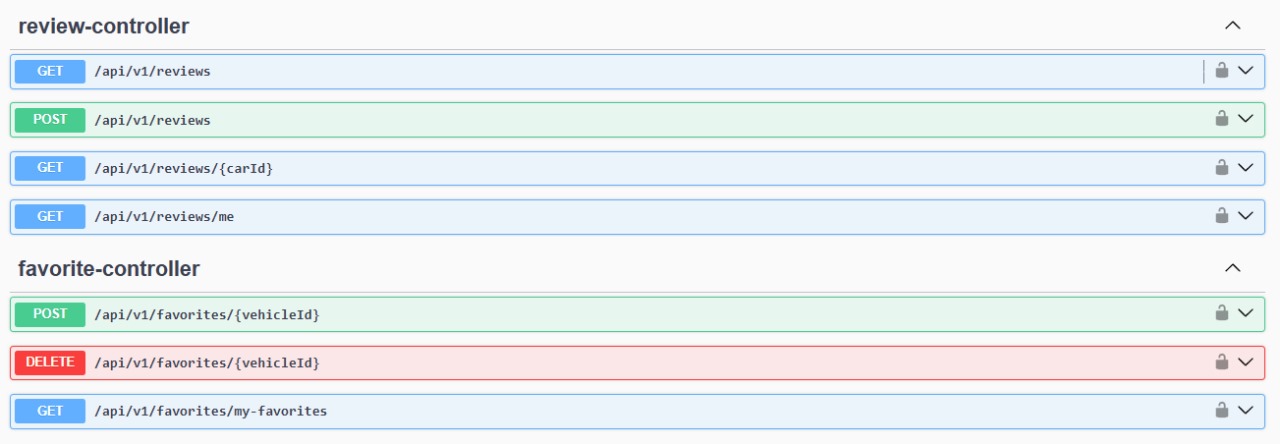 review-controller
GET /api/v1/reviews
POST /api/v1/reviews
GET /api/v1/reviews/{carId}
GET /api/v1/reviews/me
favorite-controller
POST /api/v1/favorites/{vehicleId}
DELETE /api/v1/favorites/{vehicleId}
GET /api/v1/favorites/my-favorites